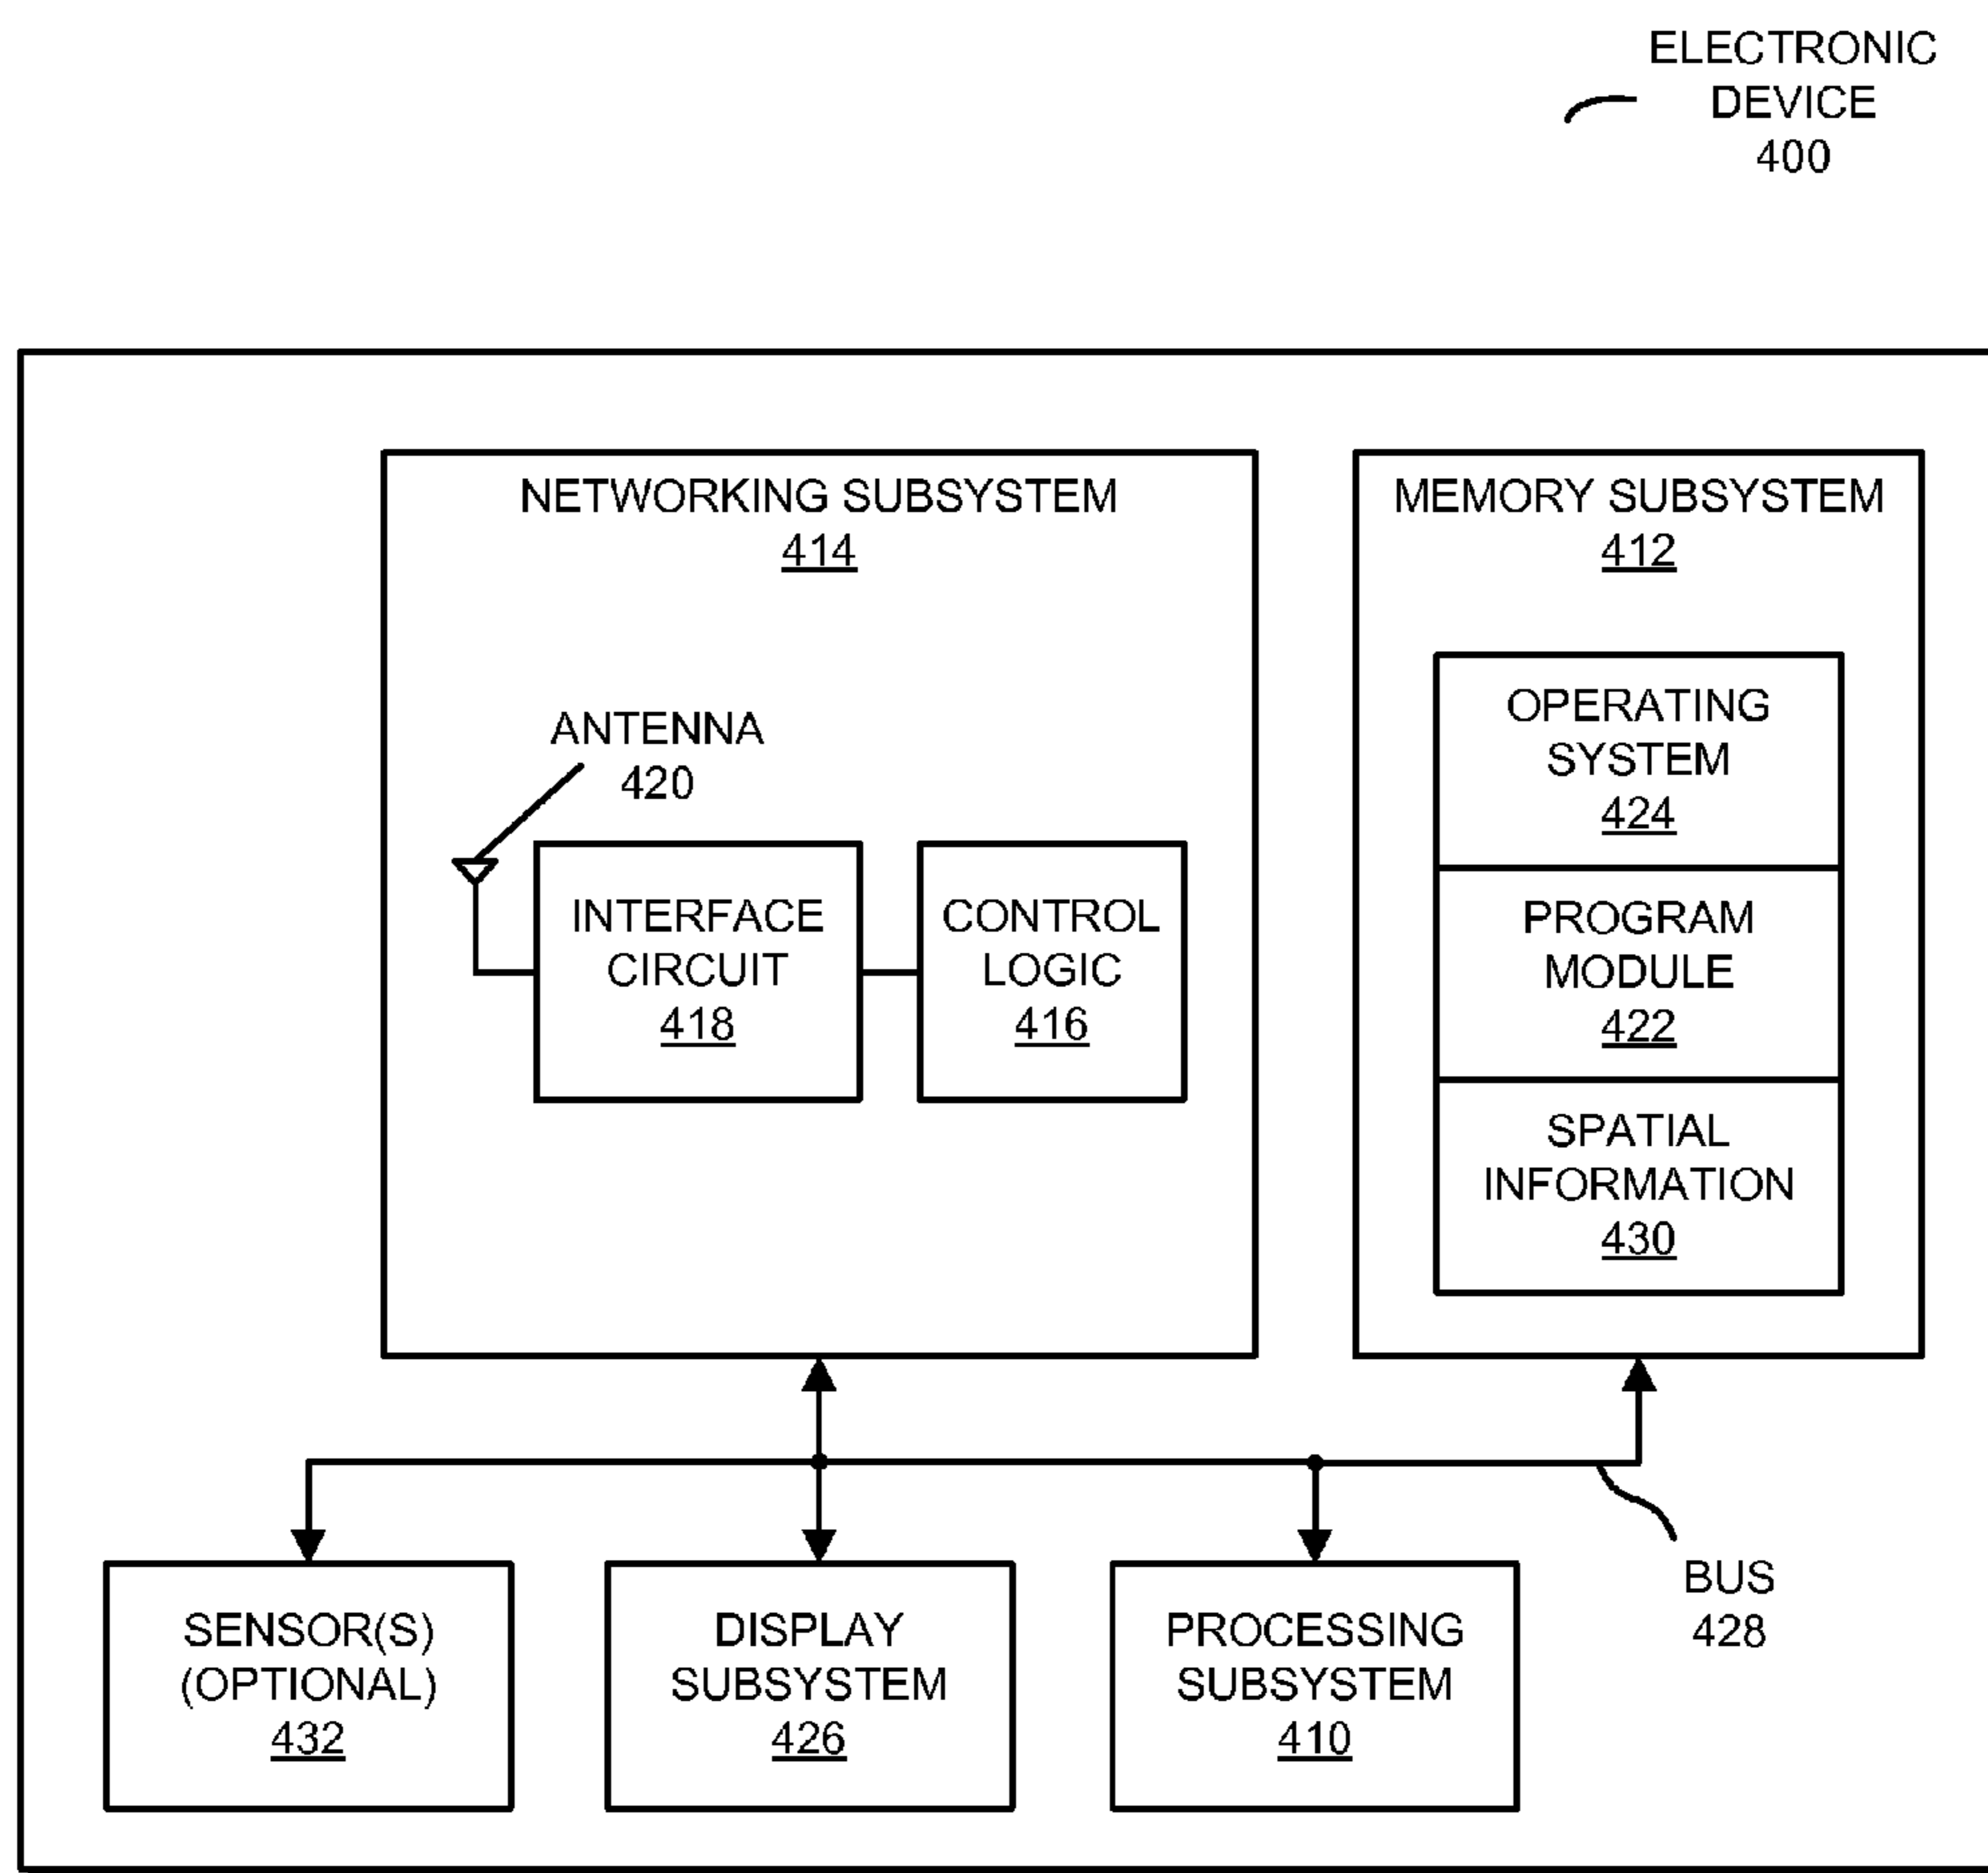 ELECTRONIC
DEVICE
400
NETWORKING SUBSYSTEM
414
MEMORY SUBSYSTEM
412
ANTENNA
420
INTERFACE
CIRCUIT
418
CONTROL
LOGIC
416
OPERATING
SYSTEM
424
PROGRAM
MODULE
422
SPATIAL
INFORMATION
430
SENSOR(S)
(OPTIONAL)
432
DISPLAY
SUBSYSTEM
426
PROCESSING
SUBSYSTEM
410
BUS
428